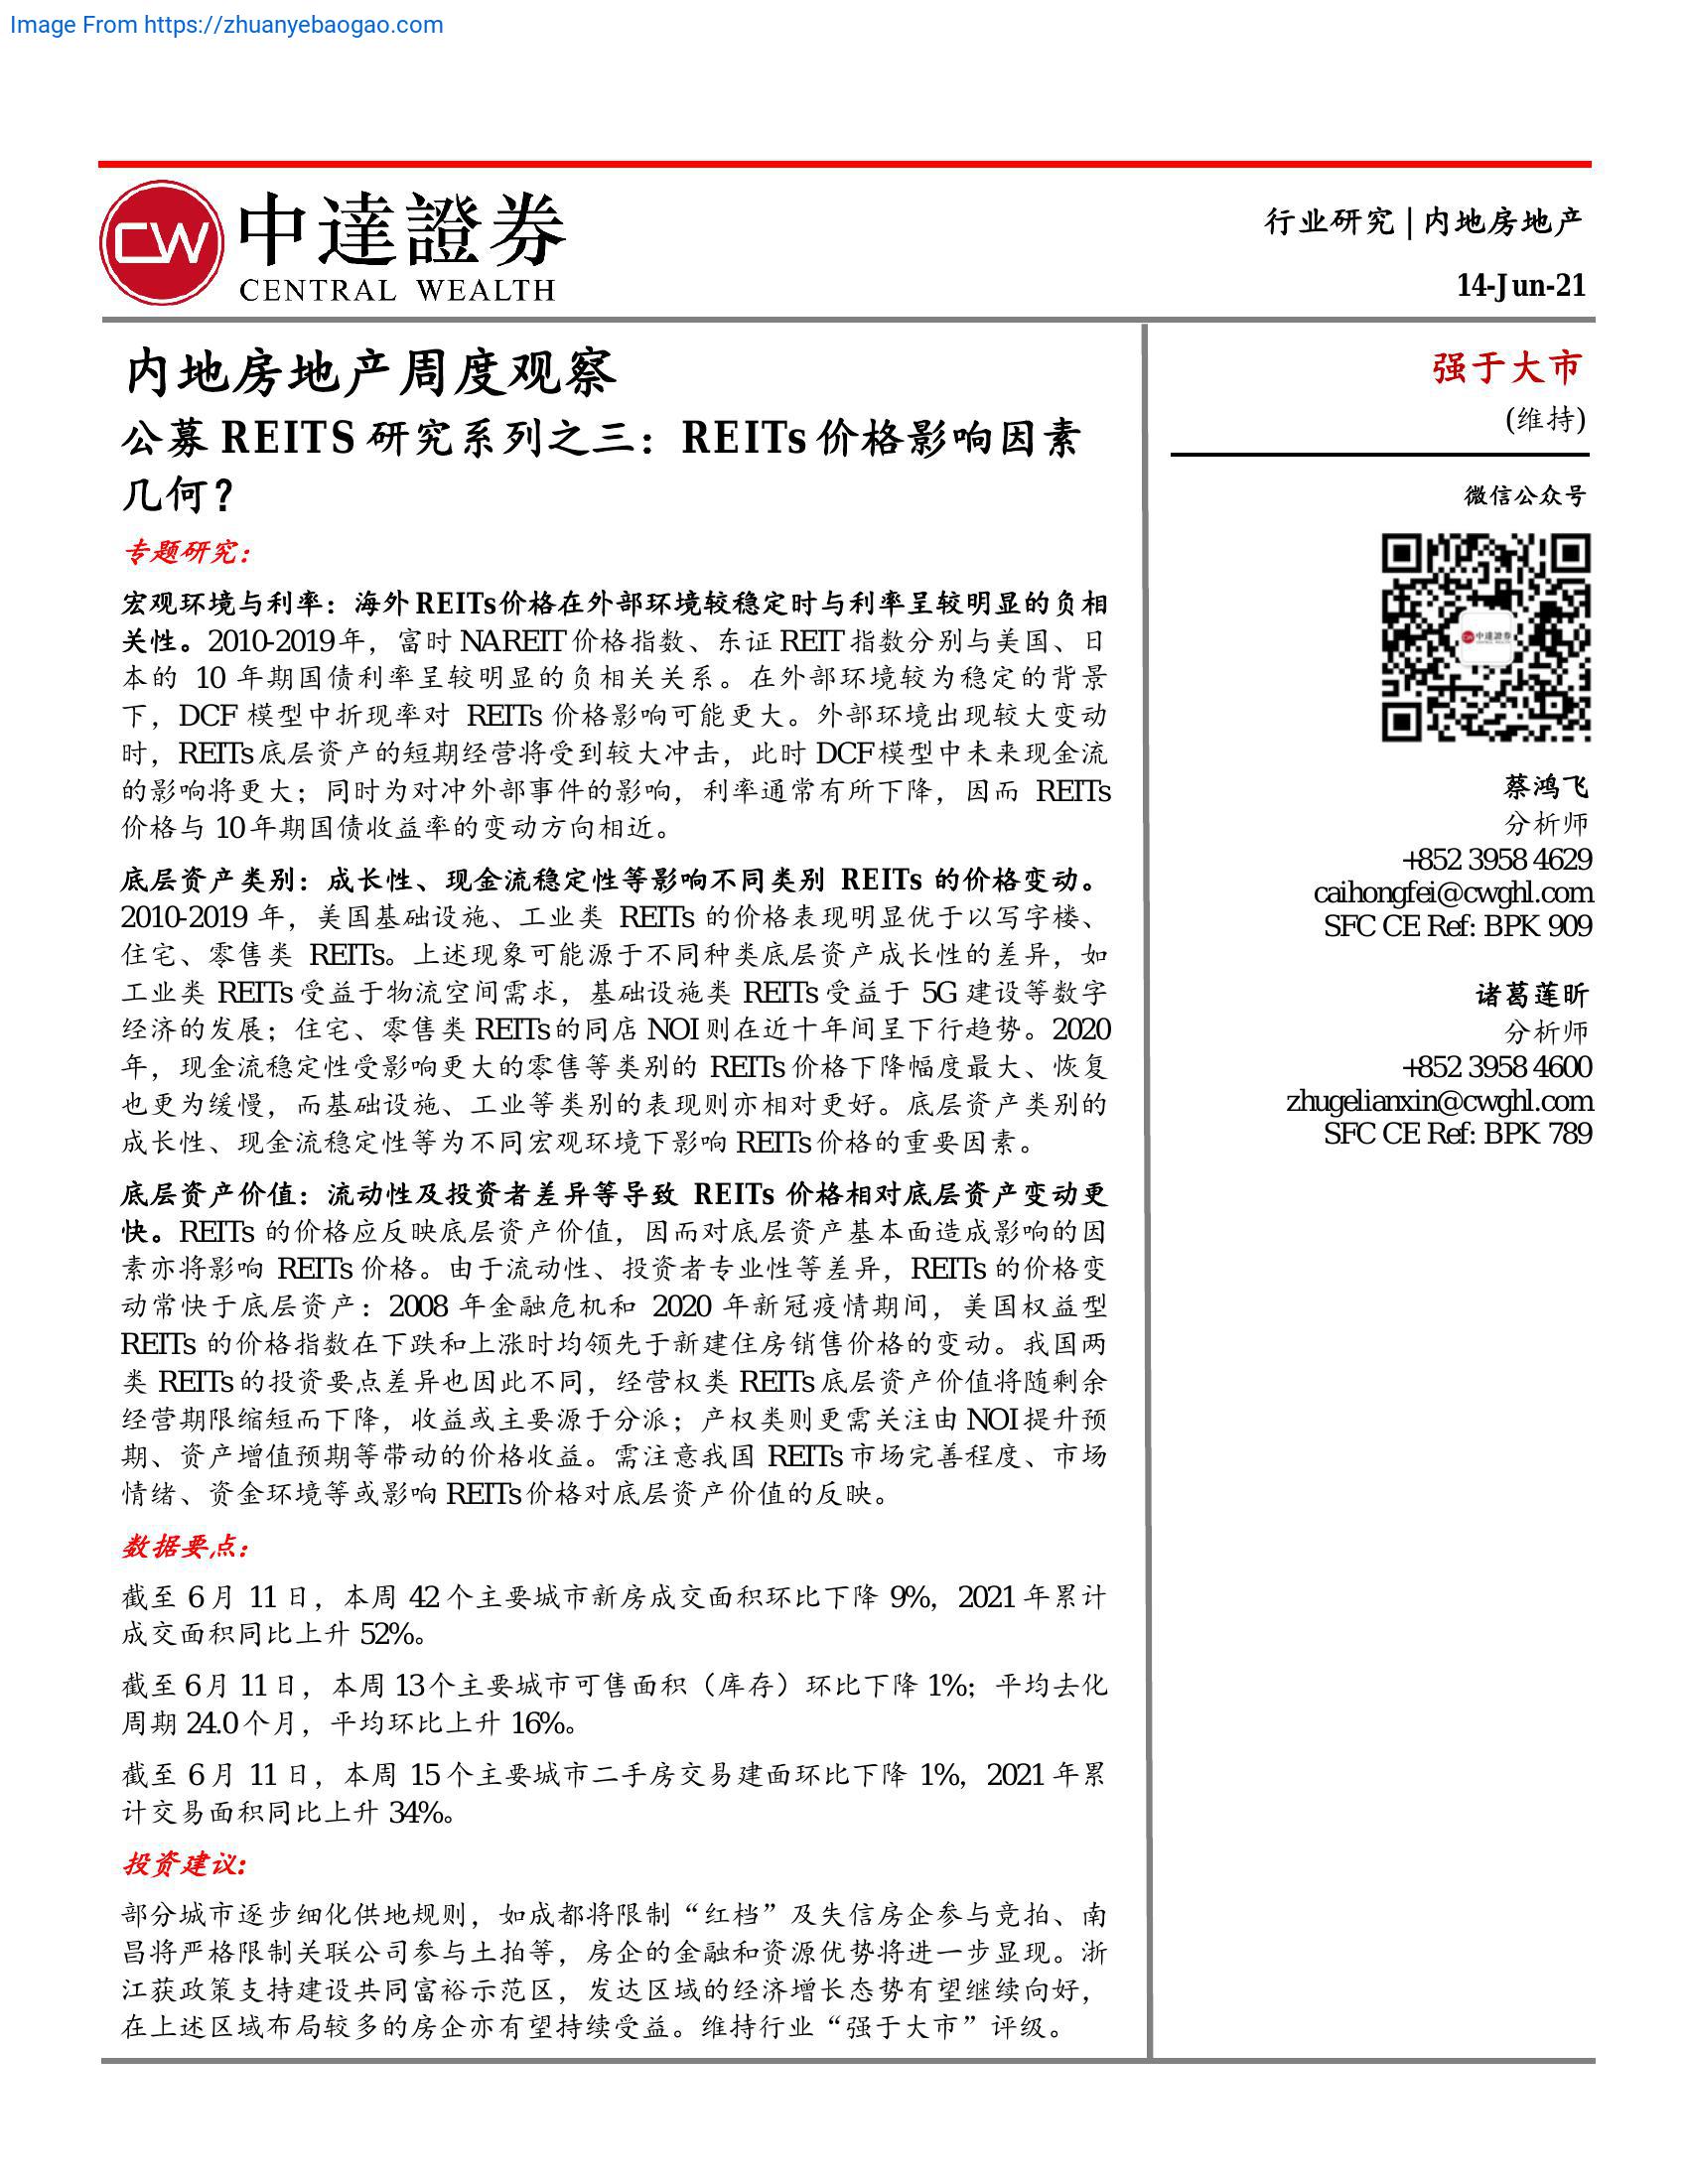 Image From https://zhuanyebaogao.com
CW
中達證券
CENTRAL WEALTH
行业研究|内地房地产
14-Jun-21
内地房地产周度观察
公募 REITS 研究系列之三：REITs 价格影响因素
几何？
专题研究：
宏观环境与利率：海外 REITs 价格在外部环境较稳定时与利率呈较明显的负相
关性。2010-2019 年，富时 NAREIT 价格指数、东证 REIT 指数分别与美国、日
本的 10 年期国债利率呈较明显的负相关关系。在外部环境较为稳定的背景
下，DCF 模型中折现率对 REITs 价格影响可能更大。外部环境出现较大变动
时，REITs 底层资产的短期经营将受到较大冲击，此时 DCF 模型中未来现金流
的影响将更大；同时为对冲外部事件的影响，利率通常有所下降，因而 REITs
价格与 10 年期国债收益率的变动方向相近。
底层资产类别：成长性、现金流稳定性等影响不同类别 REITs 的价格变动。
2010-2019 年，美国基础设施、工业类 REITs 的价格表现明显优于以写字楼、
住宅、零售类 REITs。上述现象可能源于不同种类底层资产成长性的差异，如
工业类 REITs 受益于物流空间需求，基础设施类 REITs 受益于 5G 建设等数字
经济的发展；住宅、零售类 REITs 的同店 NOI 则在近十年间呈下行趋势。2020
年，现金流稳定性受影响更大的零售等类别的 REITs 价格下降幅度最大、恢复
也更为缓慢，而基础设施、工业等类别的表现则亦相对更好。底层资产类别的
成长性、现金流稳定性等为不同宏观环境下影响 REITs 价格的重要因素。
底层资产价值：流动性及投资者差异等导致 REITs 价格相对底层资产变动更
快。REITs 的价格应反映底层资产价值，因而对底层资产基本面造成影响的因
素亦将影响 REITs 价格。由于流动性、投资者专业性等差异，REITs 的价格变
动常快于底层资产：2008 年金融危机和 2020 年新冠疫情期间，美国权益型
REITs 的价格指数在下跌和上涨时均领先于新建住房销售价格的变动。我国两
类 REITs 的投资要点差异也因此不同，经营权类 REITs 底层资产价值将随剩余
经营期限缩短而下降，收益或主要源于分派；产权类则更需关注由 NOI 提升预
期、资产增值预期等带动的价格收益。需注意我国 REITs 市场完善程度、市场
情绪、资金环境等或影响 REITs 价格对底层资产价值的反映。
数据要点：
截至 6 月 11 日，本周 42 个主要城市新房成交面积环比下降 9%，2021 年累计
成交面积同比上升 52%。
截至 6 月 11 日，本周 13 个主要城市可售面积（库存）环比下降 1%；平均去化
周期 24.0 个月，平均环比上升 16%。
截至 6 月 11 日，本周 15 个主要城市二手房交易建面环比下降 1%，2021 年累
计交易面积同比上升 34%。
投资建议:
部分城市逐步细化供地规则，如成都将限制“红档”及失信房企参与竞拍、南
昌将严格限制关联公司参与土拍等，房企的金融和资源优势将进一步显现。浙
江获政策支持建设共同富裕示范区，发达区域的经济增长态势有望继续向好，
在上述区域布局较多的房企亦有望持续受益。维持行业“强于大市”评级。
强于大市
(维持)
微信公众号
中達證券
蔡鸿飞
分析师
+852 3958 4629
caihongfei@cwghl.com
SFC CE Ref: BPK 909
诸葛莲昕
分析师
+852 3958 4600
zhugelianxin@cwghl.com
SFC CE Ref: BPK 789